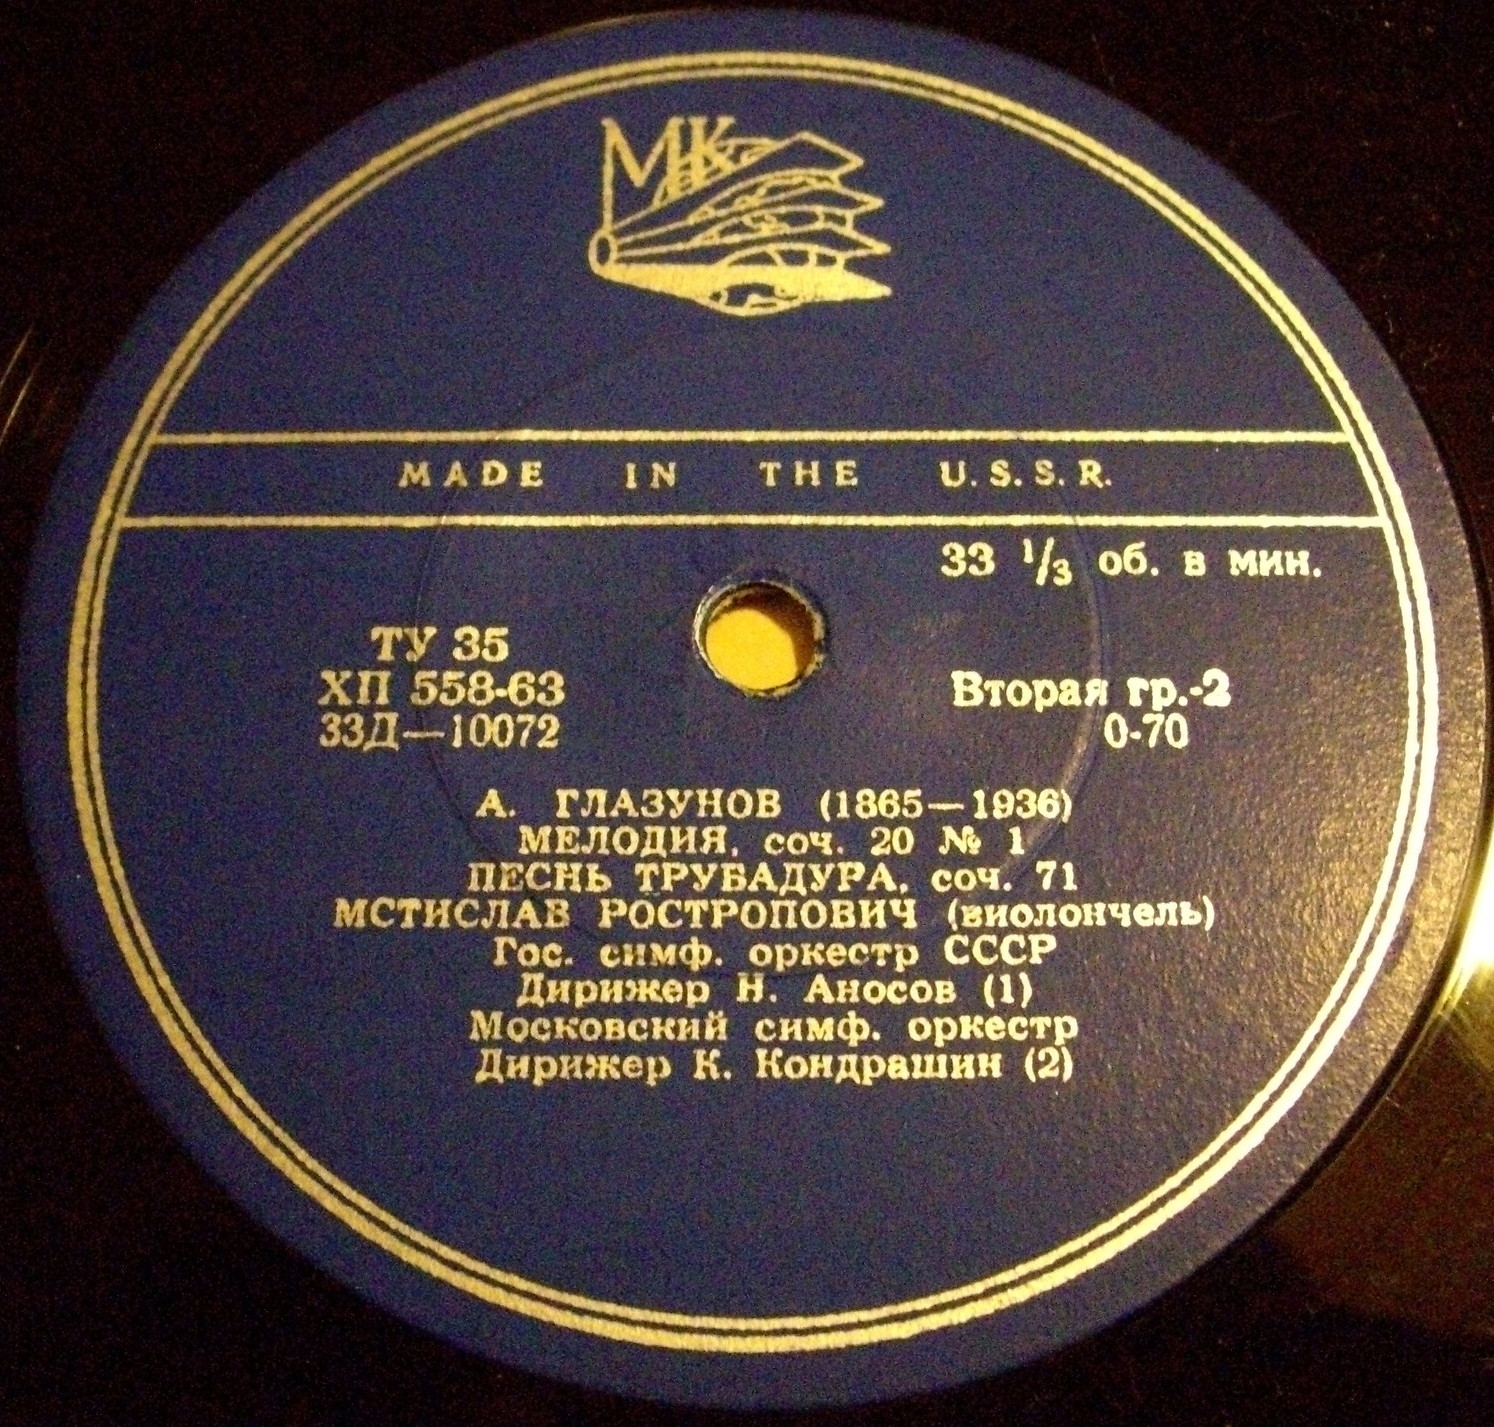 МК
MADE IN THE U.S.S.R.
33 1/3 об. в мин.
ТУ 35
ХП 558-63
33Д—10072
Вторая гр.-2
0-70
А. ГЛАЗУНОВ (1865—1936)
МЕЛОДИЯ, соч. 20 № 1
ПЕСНЬ ТРУБАДУРА, соч. 71
МСТИСЛАВ РОСТРОПОВИЧ (виолончель)
Гос. симф. оркестр СССР
Дирижер Н. Аносов (1)
Московский симф. оркестр
Дирижер К. Кондрашин (2)